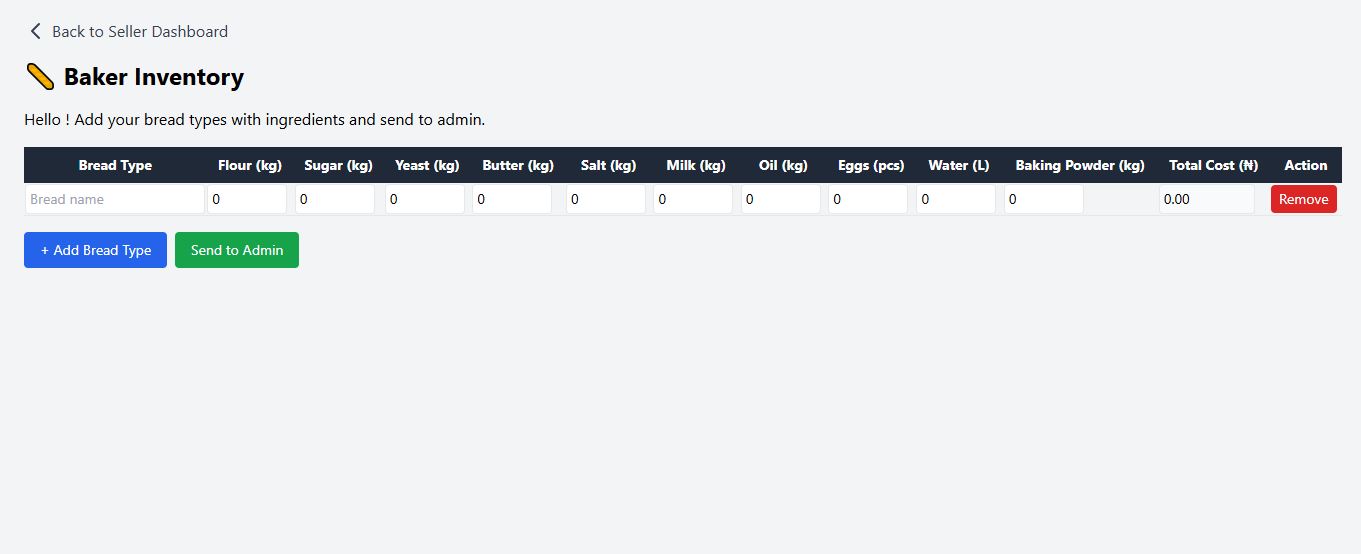 Back to Seller Dashboard
Baker Inventory
Hello ! Add your bread types with ingredients and send to admin.
Bread Type Flour (kg) Sugar (kg) Yeast (kg) Butter (kg) Salt (kg) Milk (kg) Oil (kg) Eggs (pcs) Water (L) Baking Powder (kg) Total Cost (₦) Action
Bread name 0 0 0 0 0 0 0 0 0 0 0.00 Remove
+ Add Bread Type Send to Admin